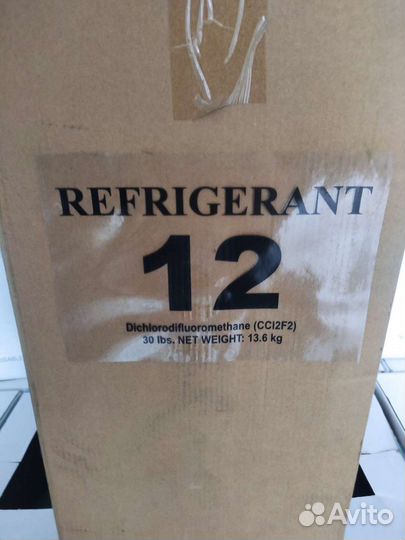 REFRIGERANT
12
Dichlorodifluoromethane (CCl2F2)
30 lbs. NET WEIGHT: 13.6 kg
Avito